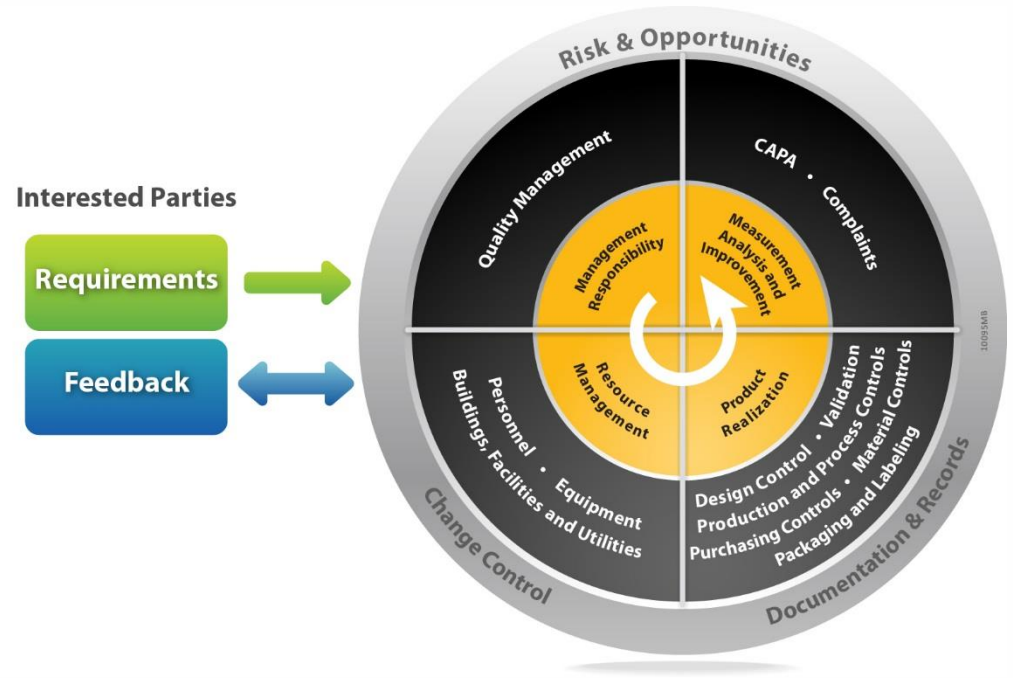 Risk & Opportunities
Quality Management
CAPA • Complaints
Interested Parties
Requirements
Feedback
Management
Responsibility
Measurement
Analysis and
Improvement
Resource
Management
Product
Realization
Personnel • Equipment
Buildings, Facilities and Utilities
Design Control • Validation
Production and Process Controls
Purchasing Controls • Material Controls
Packaging and Labeling
Change Control
Documentation & Records
10095MB